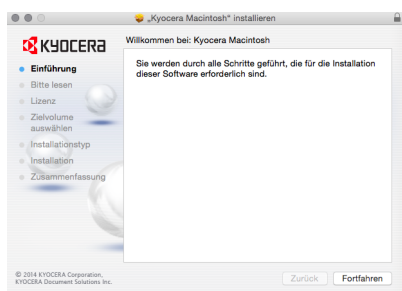 „Kyocera Macintosh“ installieren
KYOCERA
Willkommen bei: Kyocera Macintosh
Einführung
Bitte lesen
Lizenz
Zielvolume
auswählen
Installationstyp
Installation
Zusammenfassung
Sie werden durch alle Schritte geführt, die für die Installation
dieser Software erforderlich sind.
© 2014 KYOCERA Corporation,
KYOCERA Document Solutions Inc.
Zurück
Fortfahren